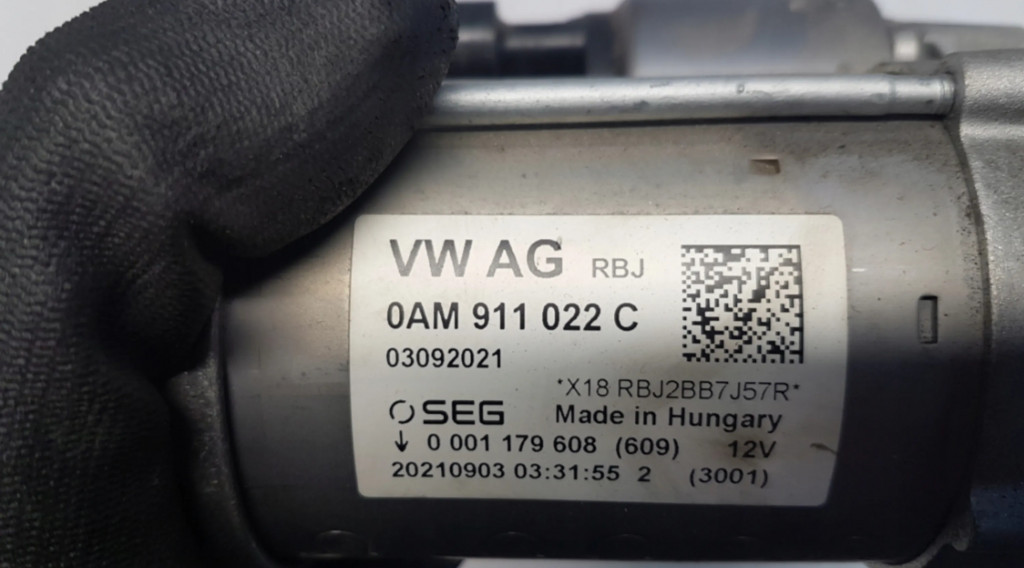 VW AG RBJ
0AM 911 022 C
03092021
*X18 RBJ2BB7J57R*
SEG Made in Hungary
↓ 0 001 179 608 (609) 12V
20210903 03:31:55 2 (3001)